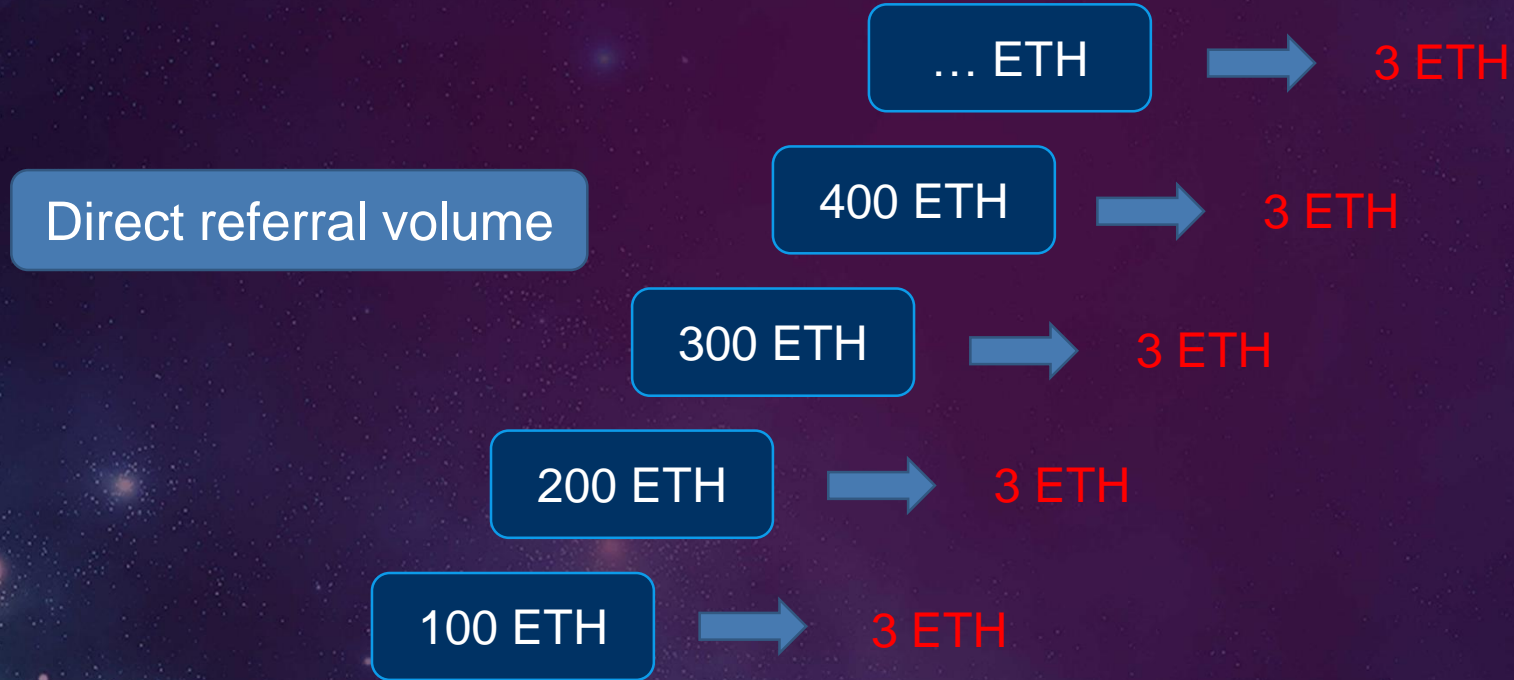 … ETH
3 ETH
Direct referral volume
400 ETH
3 ETH
300 ETH
3 ETH
200 ETH
3 ETH
100 ETH
3 ETH